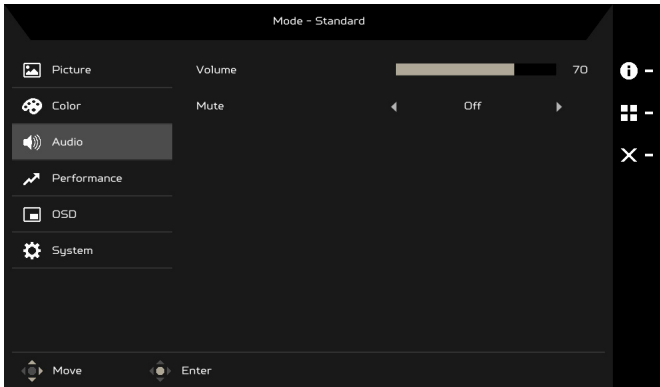 Mode - Standard
Picture
Volume 70
Color
Mute Off
Audio
Performance
OSD
System
Move Enter